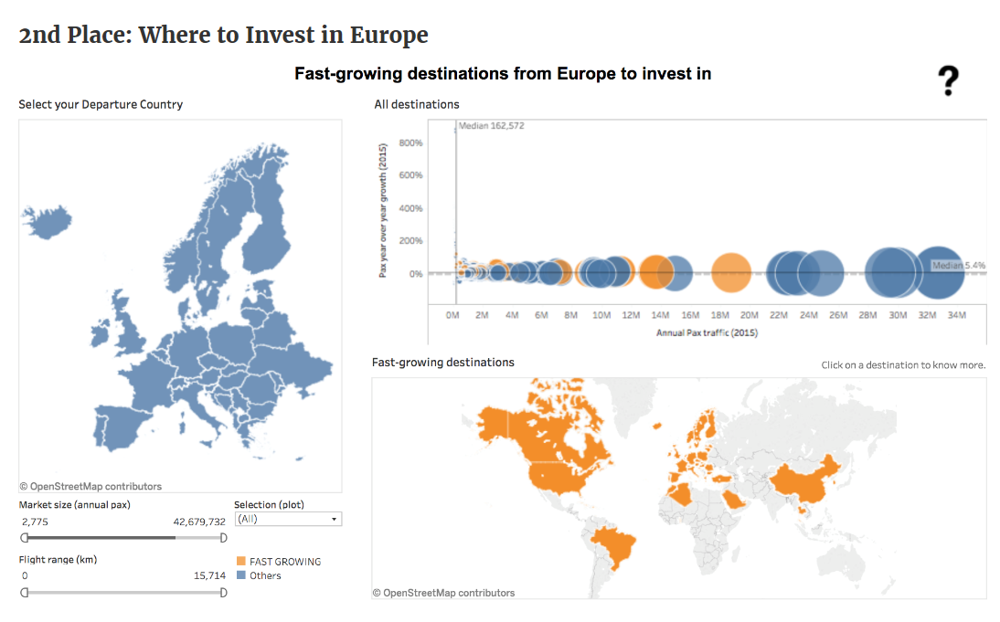 2nd Place: Where to Invest in Europe
Fast-growing destinations from Europe to invest in
?
Select your Departure Country
All destinations
Median 162,572
Pax year over year growth (2015)
800%
600%
400%
200%
0%
Median 5.4%
0M 2M 4M 6M 8M 10M 12M 14M 16M 18M 20M 22M 24M 26M 28M 30M 32M 34M
Annual Pax traffic (2015)
Fast-growing destinations
Click on a destination to know more.
© OpenStreetMap contributors
Market size (annual pax)
2,775 42,679,732
Selection (plot)
(All)
Flight range (km)
0 15,714
FAST GROWING
Others
© OpenStreetMap contributors